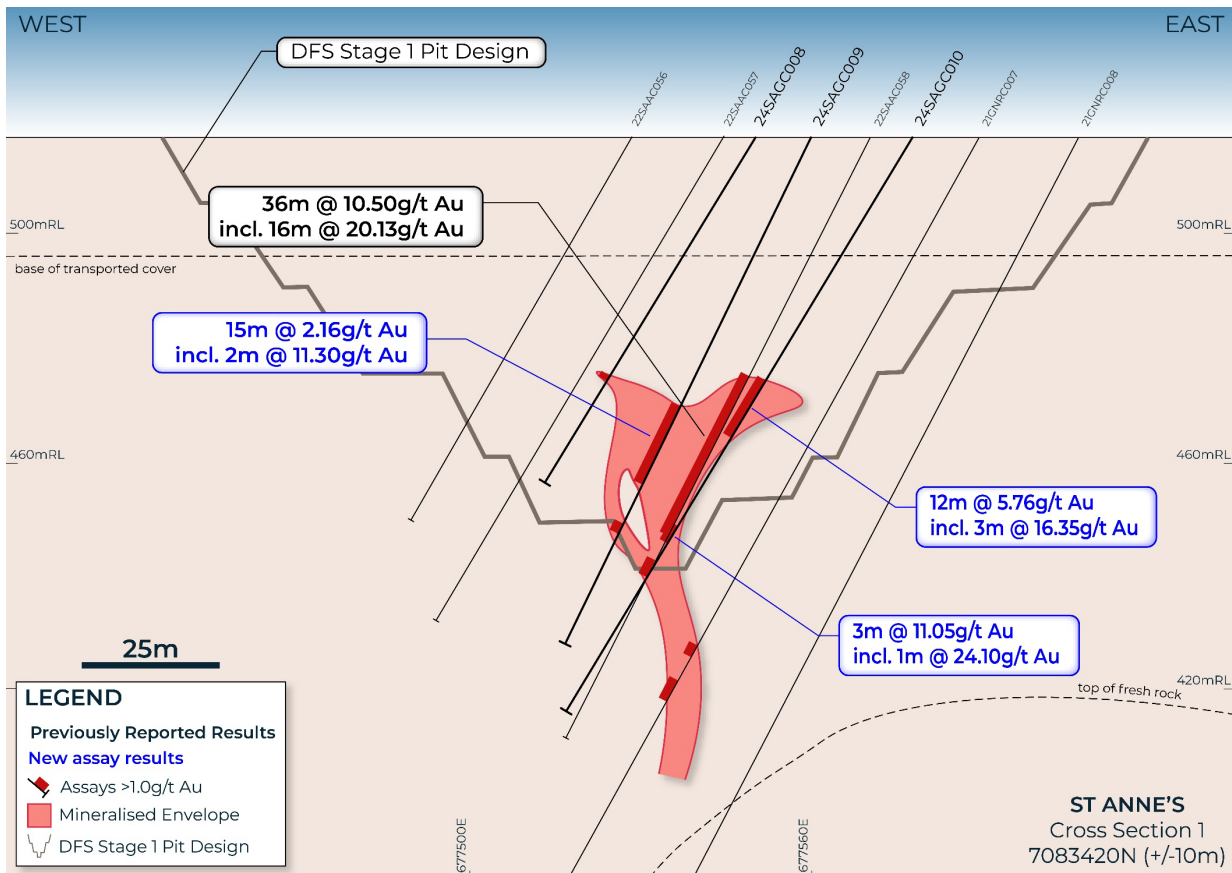 WEST
EAST
DFS Stage 1 Pit Design
22SAAC056
22SAAC057
24SAGC008
24SAGC009
22SAAC058
24SAGC010
21GNRC007
21GNRC008
36m @ 10.50g/t Au
incl. 16m @ 20.13g/t Au
500mRL
500mRL
base of transported cover
15m @ 2.16g/t Au
incl. 2m @ 11.30g/t Au
460mRL
460mRL
12m @ 5.76g/t Au
incl. 3m @ 16.35g/t Au
3m @ 11.05g/t Au
incl. 1m @ 24.10g/t Au
25m
420mRL
top of fresh rock
LEGEND
Previously Reported Results
New assay results
Assays >1.0g/t Au
Mineralised Envelope
DFS Stage 1 Pit Design
677500E
677560E
ST ANNE'S
Cross Section 1
7083420N (+/-10m)